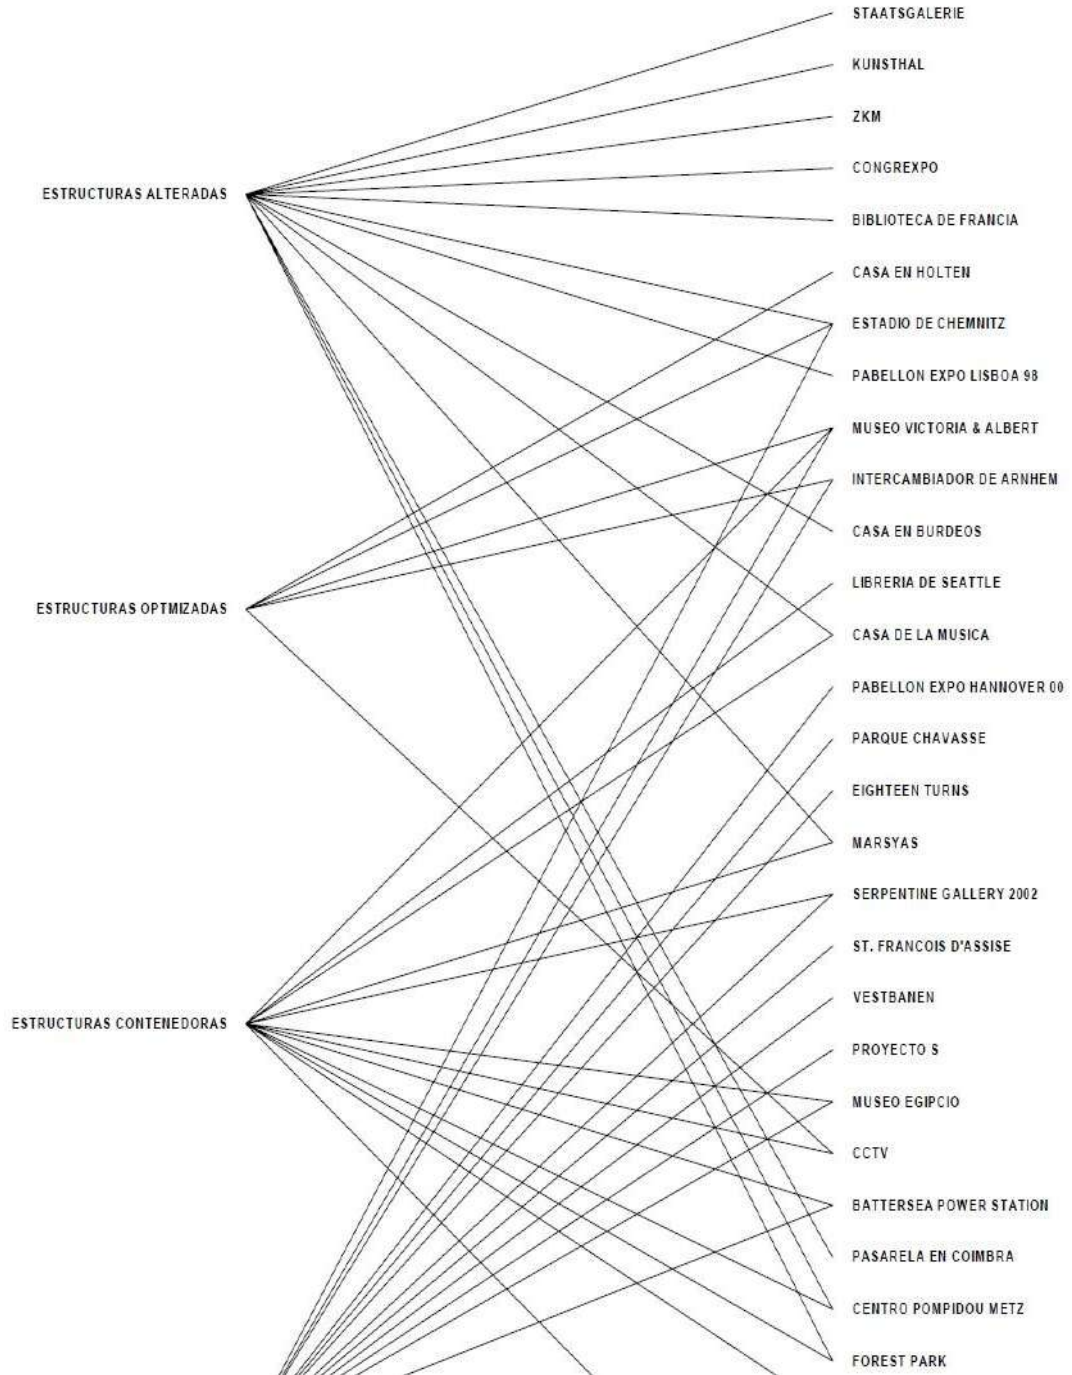 STAATSGALERIE
KUNSTHAL
ZKM
CONGREXPO
ESTRUCTURAS ALTERADAS
BIBLIOTECA DE FRANCIA
CASA EN HOLTEN
ESTADIO DE CHEMNITZ
PABELLON EXPO LISBOA 98
MUSEO VICTORIA & ALBERT
INTERCAMBIADOR DE ARNHEM
CASA EN BURDEOS
LIBRERIA DE SEATTLE
ESTRUCTURAS OPTMIZADAS
CASA DE LA MUSICA
PABELLON EXPO HANNOVER 00
PARQUE CHAVASSE
EIGHTEEN TURNS
MARSYAS
SERPENTINE GALLERY 2002
ST. FRANCOIS D'ASSISE
VESTBANEN
ESTRUCTURAS CONTENEDORAS
PROYECTO S
MUSEO EGIPCIO
CCTV
BATTERSEA POWER STATION
PASARELA EN COIMBRA
CENTRO POMPIDOU METZ
FOREST PARK